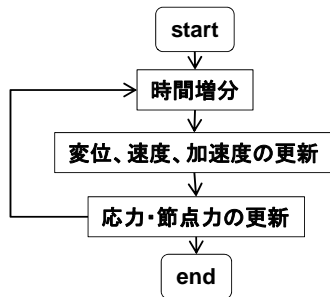 start
時間増分
変位、速度、加速度の更新
応力・節点力の更新
end